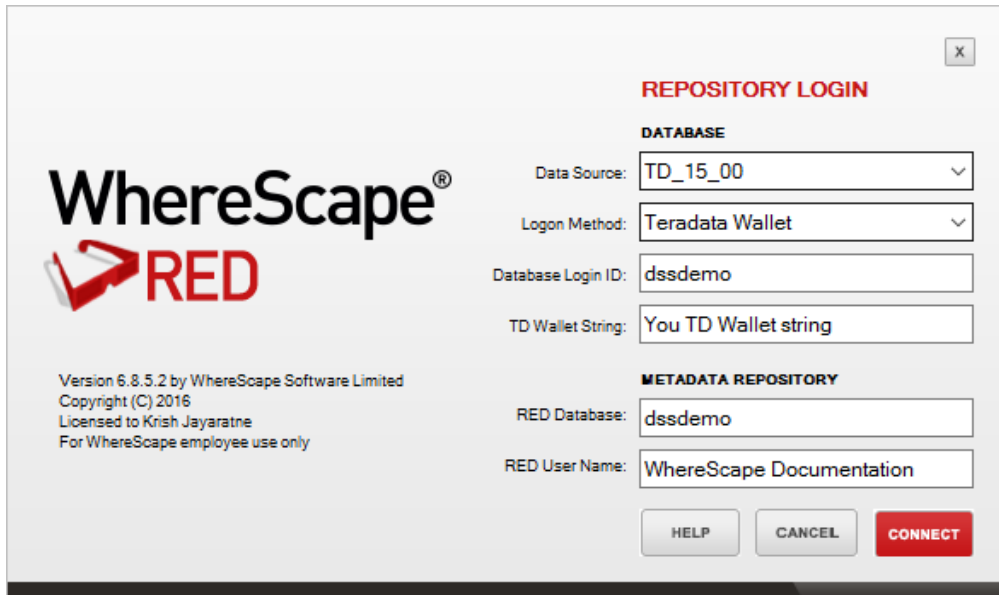 X
REPOSITORY LOGIN
DATABASE
Data Source: TD_15_00
Logon Method: Teradata Wallet
Database Login ID: dssdemo
TD Wallet String: You TD Wallet string
METADATA REPOSITORY
RED Database: dssdemo
RED User Name: WhereScape Documentation
HELP CANCEL CONNECT
WhereScape®
RED
Version 6.8.5.2 by WhereScape Software Limited
Copyright (C) 2016
Licensed to Krish Jayaratne
For WhereScape employee use only